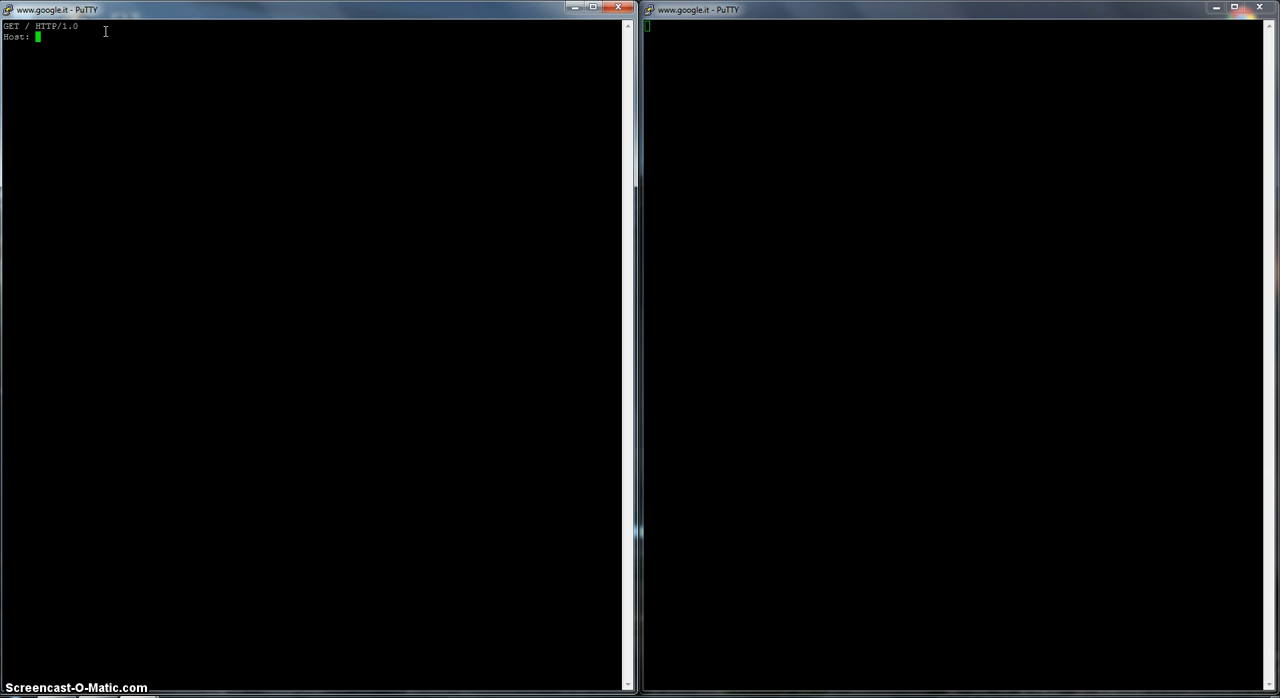 www.google.it - PuTTY
GET / HTTP/1.0
Host:
www.google.it - PuTTY
Screencast-O-Matic.com